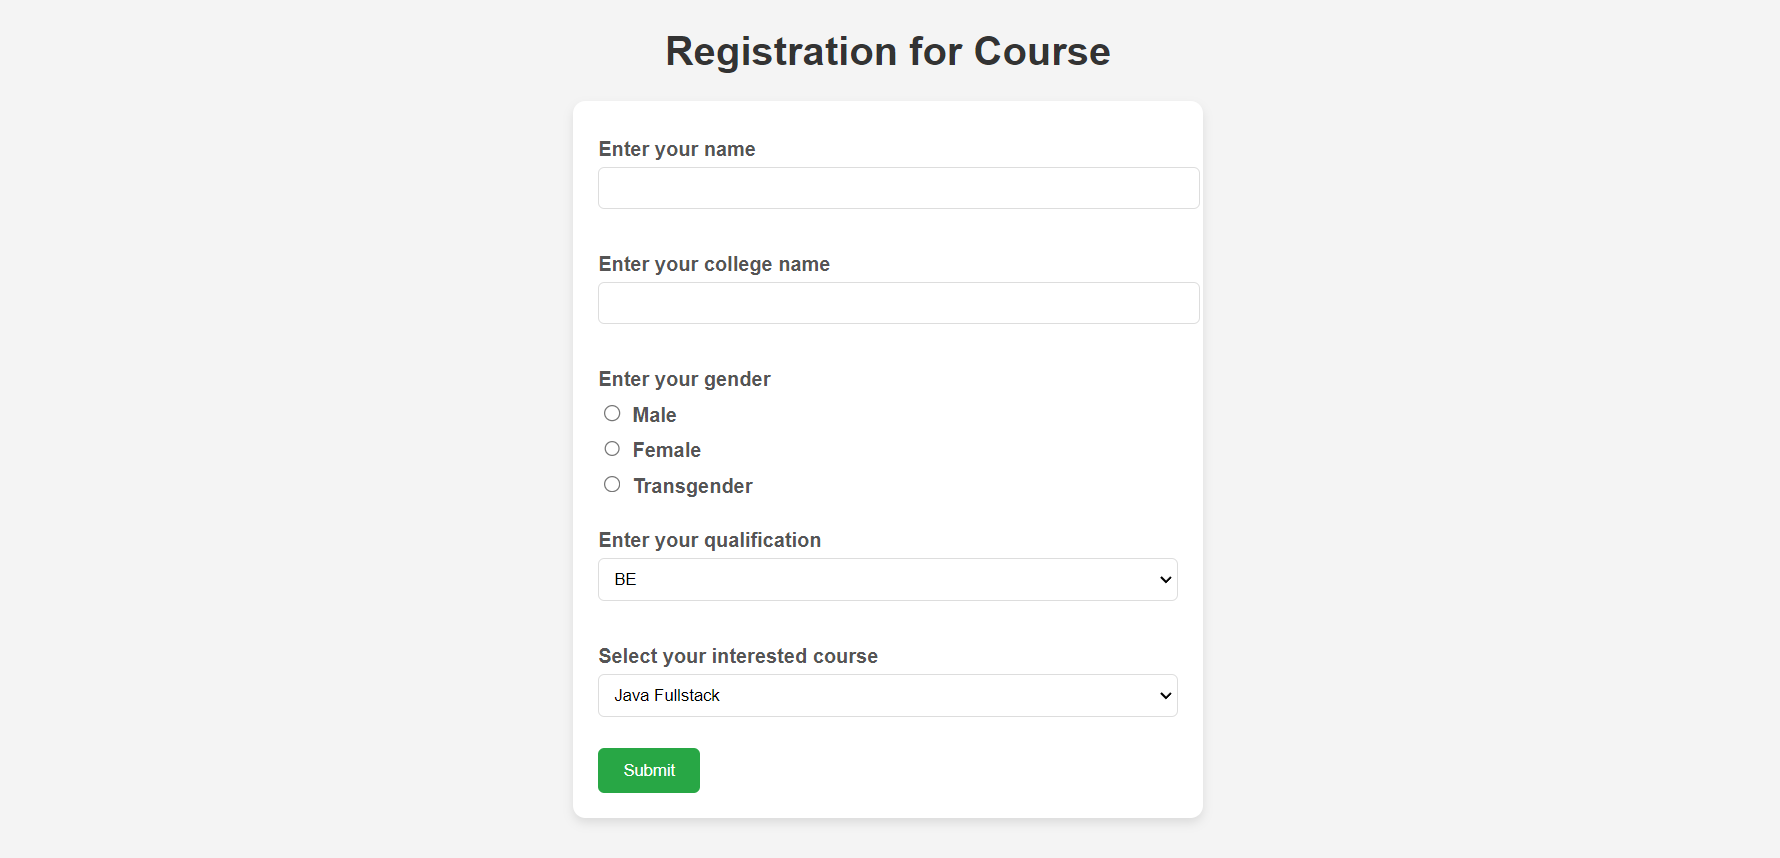 Registration for Course
Enter your name
Enter your college name
Enter your gender
Male
Female
Transgender
Enter your qualification
BE
Select your interested course
Java Fullstack
Submit